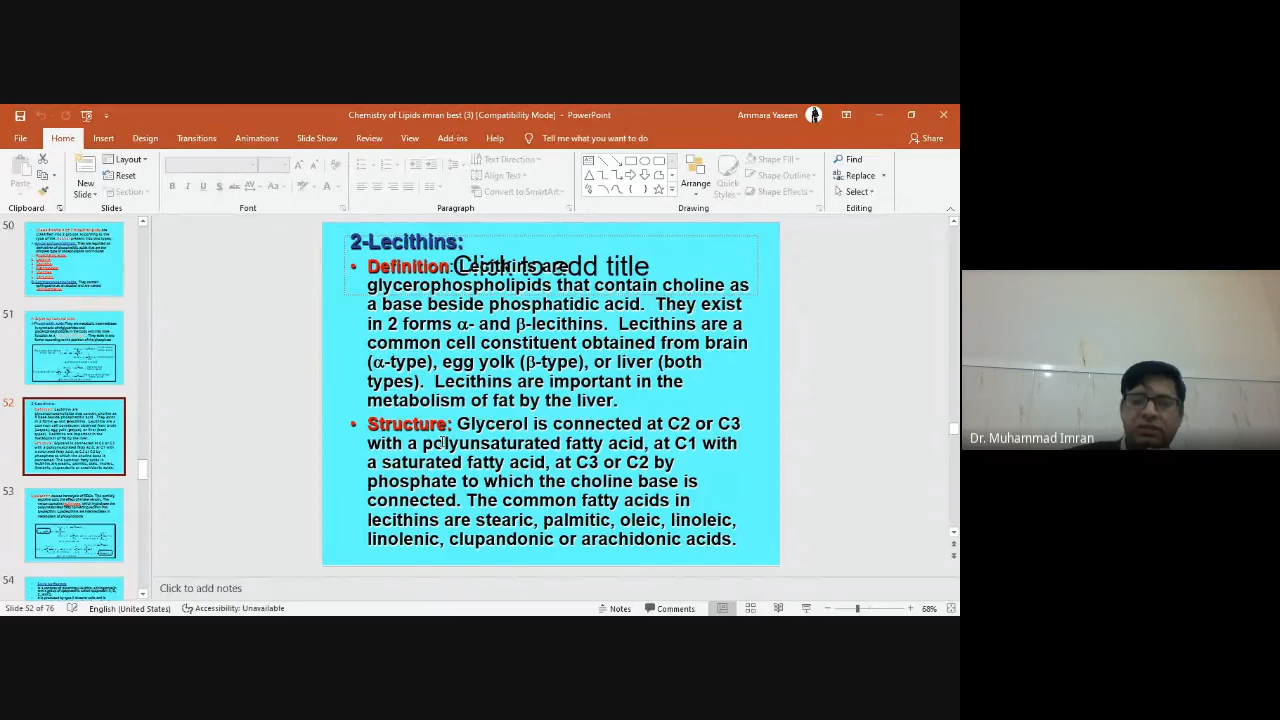 Chemistry of Lipids imran best (3) [Compatibility Mode] - PowerPoint
Ammara Yaseen
File Home Insert Design Transitions Animations Slide Show Review View Add-ins Help Tell me what you want to do Share
Paste
Clipboard
New Slide
Layout
Reset
Section
Slides
B I U S abc AV Aa A
Font
Text Direction
Align Text
Convert to SmartArt
Paragraph
Arrange
Quick Styles
Shape Fill
Shape Outline
Shape Effects
Drawing
Find
Replace
Select
Editing
50
51
52
53
54
2-Lecithins:
Click to add title
• Definition: Lecithins are
glycerophospholipids that contain choline as
a base beside phosphatidic acid. They exist
in 2 forms α- and β-lecithins. Lecithins are a
common cell constituent obtained from brain
(α-type), egg yolk (β-type), or liver (both
types). Lecithins are important in the
metabolism of fat by the liver.
• Structure: Glycerol is connected at C2 or C3
with a polyunsaturated fatty acid, at C1 with
a saturated fatty acid, at C3 or C2 by
phosphate to which the choline base is
connected. The common fatty acids in
lecithins are stearic, palmitic, oleic, linoleic,
linolenic, clupandonic or arachidonic acids.
Click to add notes
Slide 52 of 76 English (United States) Accessibility: Unavailable Notes Comments 68%
Dr. Muhammad Imran